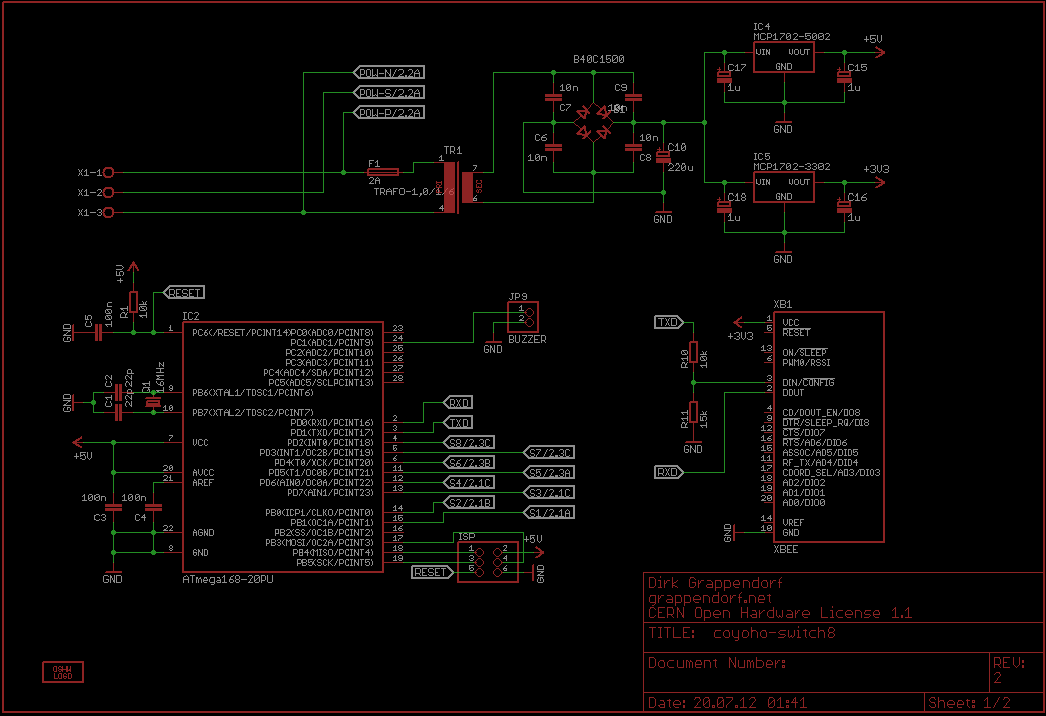 IC4
MCP1702-5002
+5V
VIN VOUT
GND
C17
1u
C15
1u
GND
B40C1500
10n
C7
C9
C6
10n
10n
C8
C10
220u
GND
POW-N/2.2A
POW-S/2.2A
POW-P/2.2A
TR1
F1
2A
TRAFO-1,0/1/6
1
4
7
6
SEC
X1-1
X1-2
X1-3
IC5
MCP1702-3302
+3V3
VIN VOUT
GND
C18
1u
C16
1u
GND
+5V
RESET
R1
10k
C5
100n
GND
IC2
1
PC6(/RESET/PCINT14)
PC0(ADC0/PCINT8) 23
PC1(ADC1/PCINT9) 24
PC2(ADC2/PCINT10) 25
PC3(ADC3/PCINT11) 26
PC4(ADC4/SDA/PCINT12) 27
PC5(ADC5/SCL/PCINT13) 28
C2
22p
C1
22p
Q1
16MHz
GND
9 PB6(XTAL1/TOSC1/PCINT6)
10 PB7(XTAL2/TOSC2/PCINT7)
PD0(RXD/PCINT16) 2 RXD
PD1(TXD/PCINT17) 3 TXD
PD2(INT0/PCINT18) 4 S8/2.3C
PD3(INT1/OC2B/PCINT19) 5 S7/2.3C
PD4(T0/XCK/PCINT20) 6 S6/2.3B
PD5(T1/OC0B/PCINT21) 11 S5/2.3A
PD6(AIN0/OC0A/PCINT22) 12 S4/2.1C
PD7(AIN1/PCINT23) 13 S3/2.1C
PB0(ICP1/CLKO/PCINT0) 14 S2/2.1B
PB1(OC1A/PCINT1) 15 S1/2.1A
PB2(SS/OC1B/PCINT2) 16
PB3(MOSI/OC2A/PCINT3) 17
PB4(MISO/PCINT4) 18
PB5(SCK/PCINT5) 19
+5V
7 VCC
20 AVCC
21 AREF
100n
C3
100n
C4
22 AGND
8 GND
GND
ATmega168-20PU
ISP
1 2
3 4
5 6
+5V
RESET
GND
JP9
1
2
GND
BUZZER
TXD
R10
10k
R11
15k
GND
RXD
XB1
+3V3
1 VCC
5 RESET
13 ON/SLEEP
6 PWM0/RSSI
3 DIN/CONFIG
2 DOUT
4 CD/DOUT_EN/DO8
9 DTR/SLEEP_RQ/DI8
12 CTS/DIO7
16 RTS/AD6/DIO6
15 ASSOC/AD5/DIO5
11 RF_TX/AD4/DIO4
17 COORD_SEL/AD3/DIO3
18 AD2/DIO2
19 AD1/DIO1
20 AD0/DIO0
14 VREF
10 GND
GND
XBEE
Dirk Grappendorf
grappendorf.net
CERN Open Hardware License 1.1
TITLE: coyoho-switch8
Document Number:
REV:
2
Date: 20.07.12 01:41
Sheet: 1/2
OSHW
LOGO